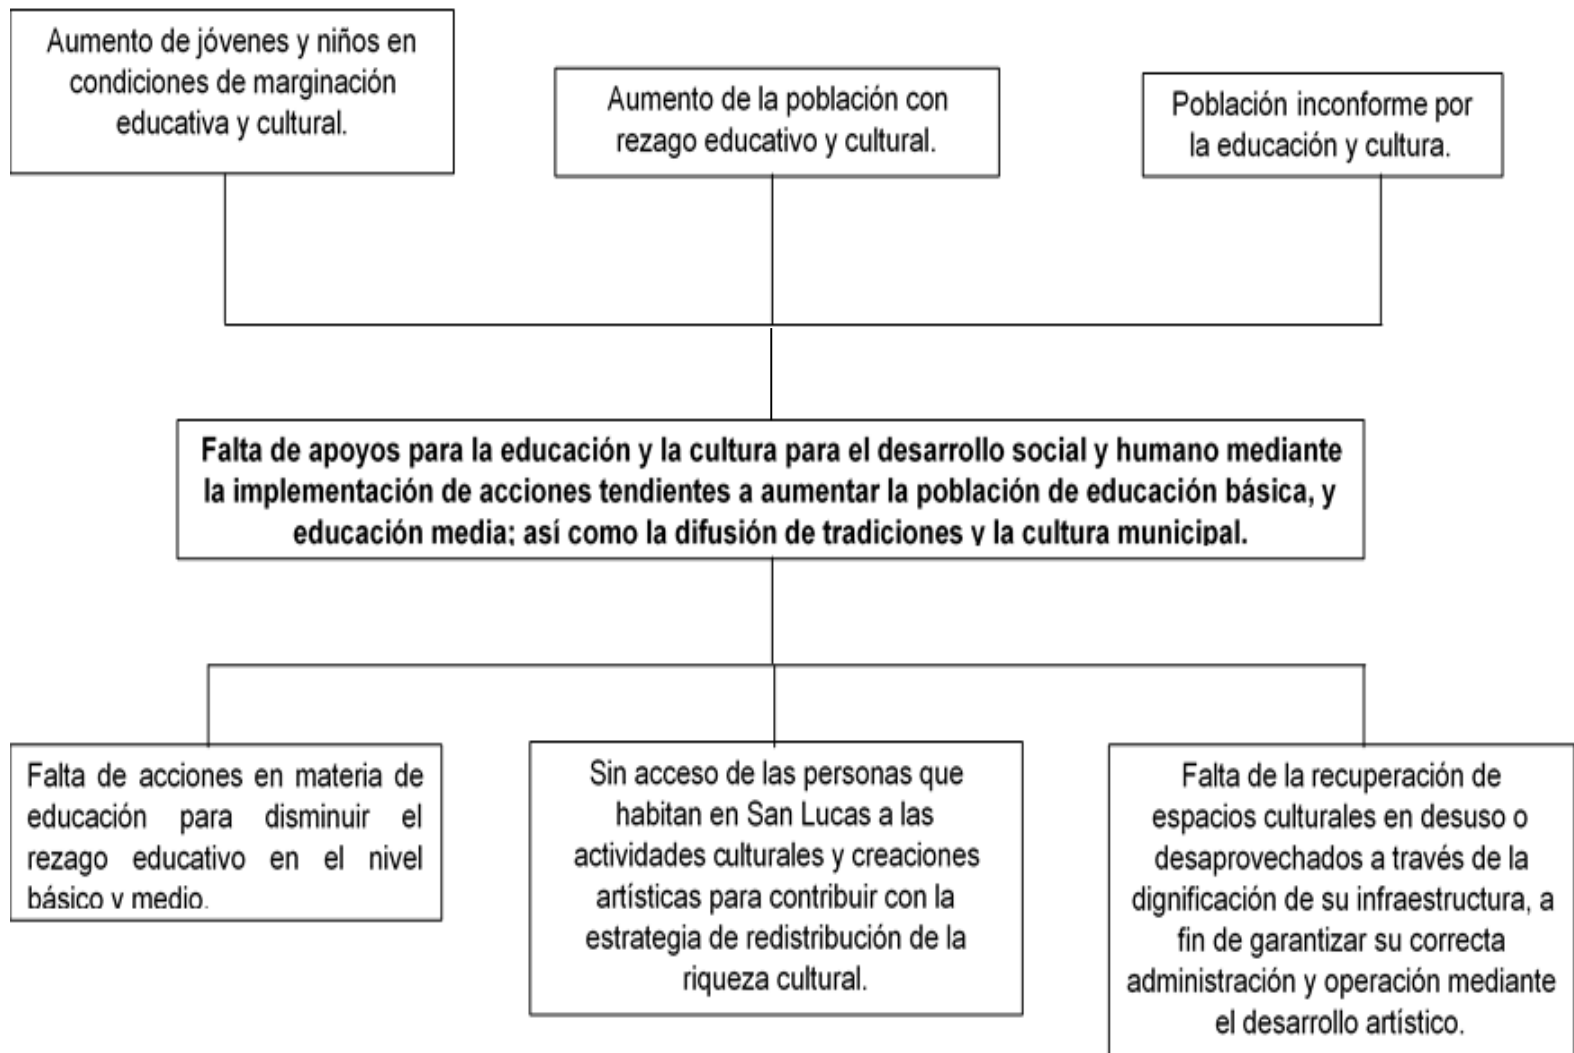 Aumento de jóvenes y niños en
condiciones de marginación
educativa y cultural.
Aumento de la población con
rezago educativo y cultural.
Población inconforme por
la educación y cultura.
Falta de apoyos para la educación y la cultura para el desarrollo social y humano mediante
la implementación de acciones tendientes a aumentar la población de educación básica, y
educación media; así como la difusión de tradiciones y la cultura municipal.
Falta de acciones en materia de
educación para disminuir el
rezago educativo en el nivel
básico y medio.
Sin acceso de las personas que
habitan en San Lucas a las
actividades culturales y creaciones
artísticas para contribuir con la
estrategia de redistribución de la
riqueza cultural.
Falta de la recuperación de
espacios culturales en desuso o
desaprovechados a través de la
dignificación de su infraestructura, a
fin de garantizar su correcta
administración y operación mediante
el desarrollo artístico.